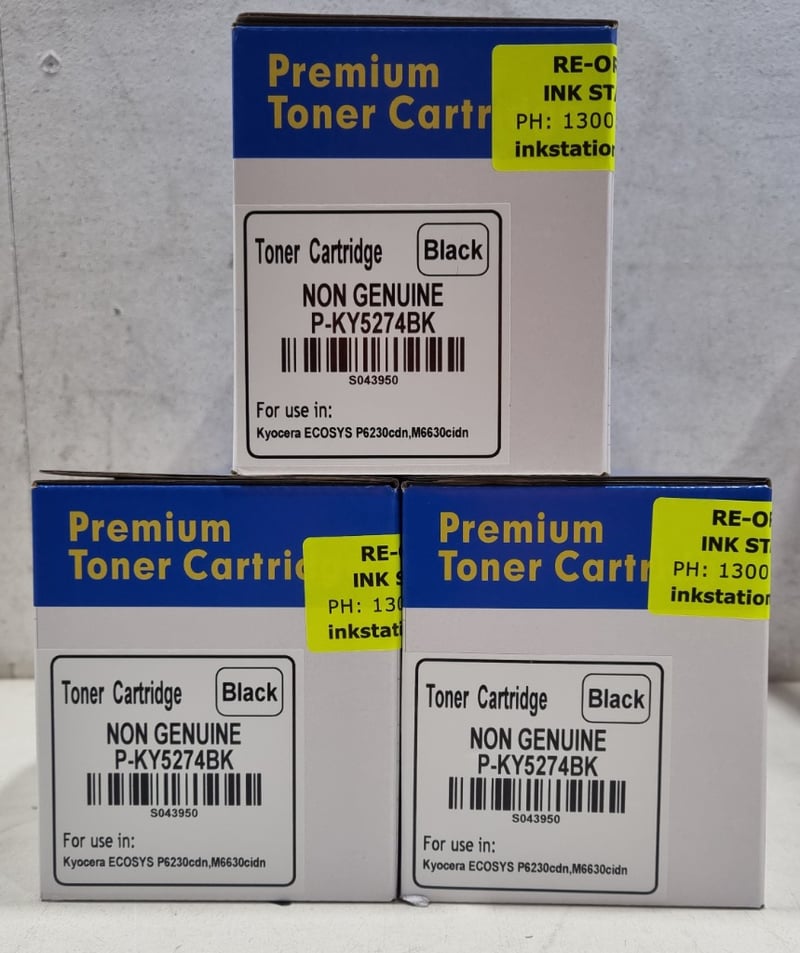 Premium
Toner Cartr
RE-O
INK ST
PH: 1300
inkstation
Toner Cartridge
Black
NON GENUINE
P-KY5274BK
S043950
For use in:
Kyocera ECOSYS P6230cdn,M6630cidn
Premium
Toner Cartric
RE-
INK S
PH: 130
inkstati
Toner Cartridge
Black
NON GENUINE
P-KY5274BK
S043950
For use in:
Kyocera ECOSYS P6230cdn,M6630cidn
Premium
Toner Cartr
RE-O
INK ST
PH: 1300
inkstation
Toner Cartridge
Black
NON GENUINE
P-KY5274BK
S043950
For use in:
Kyocera ECOSYS P6230cdn,M6630cidn